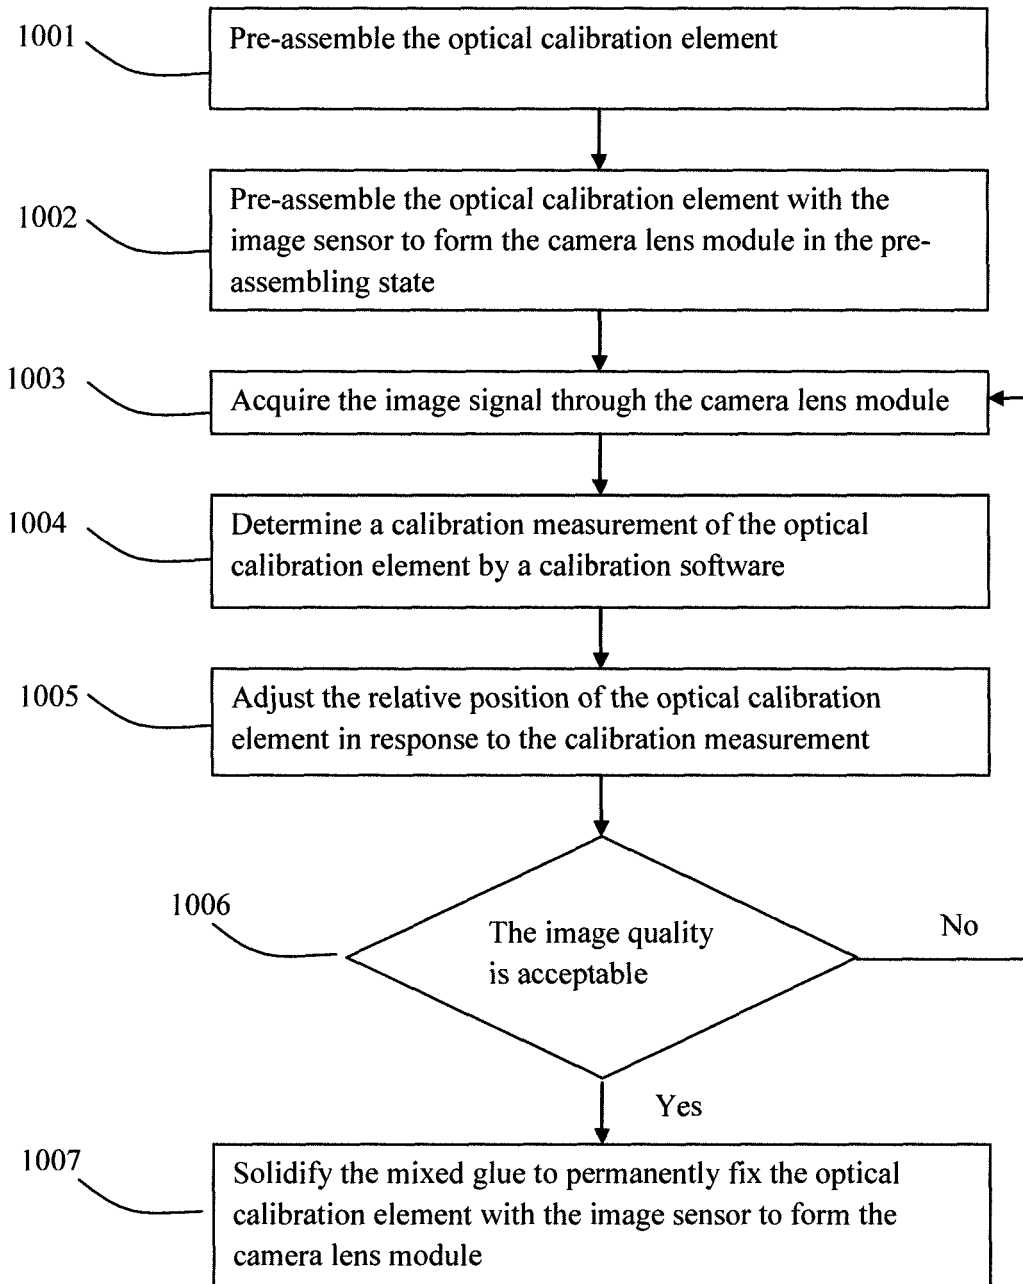 1001
Pre-assemble the optical calibration element
1002
Pre-assemble the optical calibration element with the
image sensor to form the camera lens module in the pre-
assembling state
1003
Acquire the image signal through the camera lens module
1004
Determine a calibration measurement of the optical
calibration element by a calibration software
1005
Adjust the relative position of the optical calibration
element in response to the calibration measurement
1006
The image quality
is acceptable
No
Yes
1007
Solidify the mixed glue to permanently fix the optical
calibration element with the image sensor to form the
camera lens module